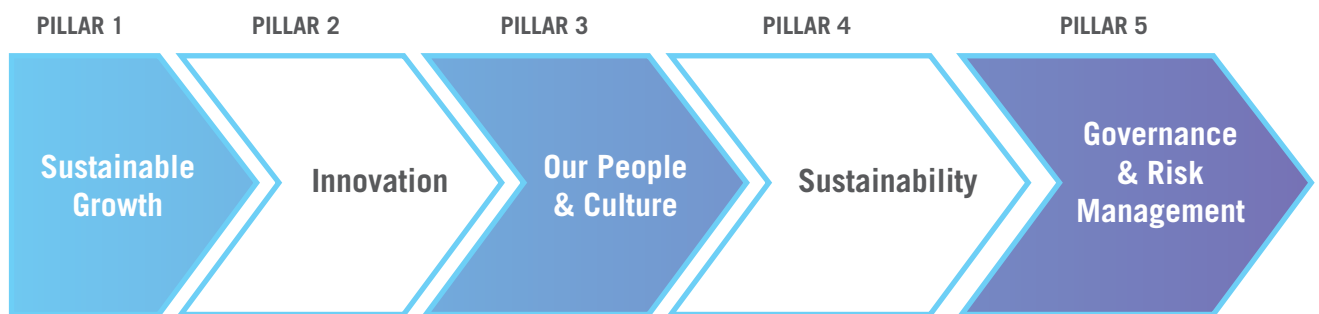 PILLAR 1
PILLAR 2
PILLAR 3
PILLAR 4
PILLAR 5
Sustainable
Growth
Innovation
Our People
& Culture
Sustainability
Governance
& Risk
Management